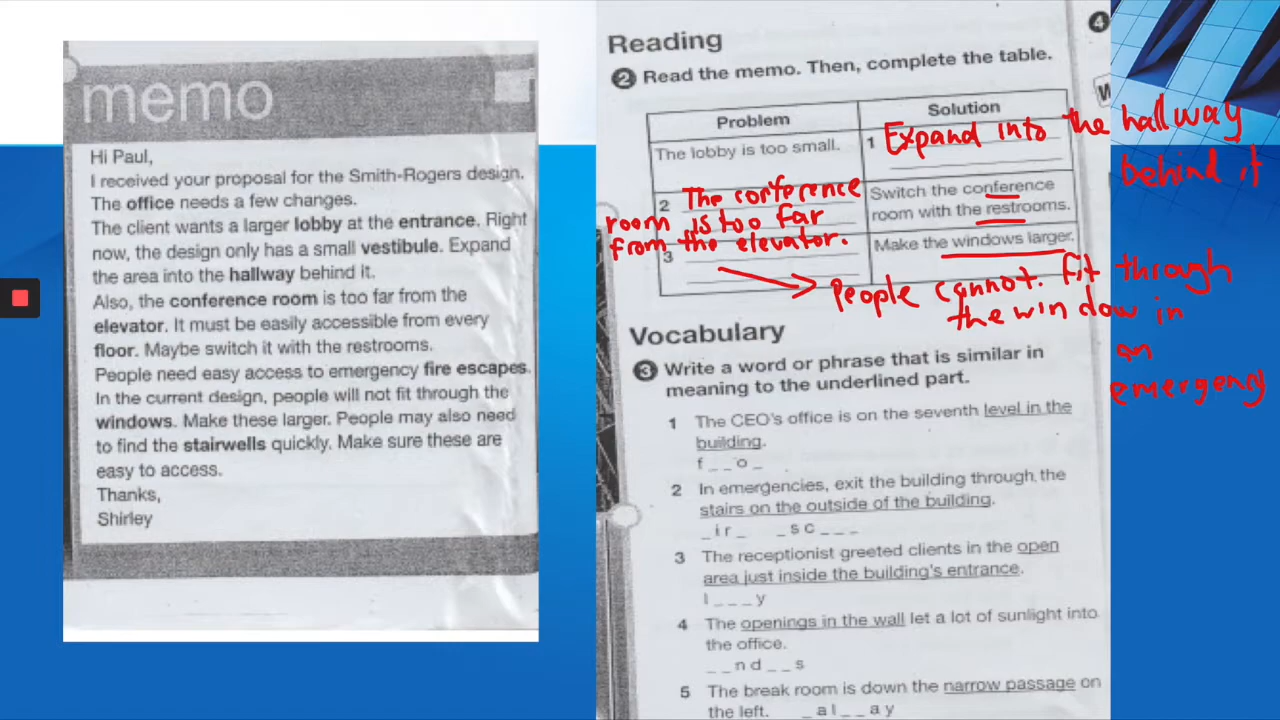 memo
Hi Paul,
I received your proposal for the Smith-Rogers design.
The office needs a few changes.
The client wants a larger lobby at the entrance. Right
now, the design only has a small vestibule. Expand
the area into the hallway behind it.
Also, the conference room is too far from the
elevator. It must be easily accessible from every
floor. Maybe switch it with the restrooms.
People need easy access to emergency fire escapes.
In the current design, people will not fit through the
windows. Make these larger. People may also need
to find the stairwells quickly. Make sure these are
easy to access.
Thanks,
Shirley
Reading
2 Read the memo. Then, complete the table.
Problem
Solution
The lobby is too small.
1 Expand into the hallway
behind it
2 The conference
room is too far
from the elevator.
Switch the conference
room with the restrooms.
3
Make the windows larger.
People cannot fit through
the window in
an
emergency
Vocabulary
3 Write a word or phrase that is similar in
meaning to the underlined part.
1 The CEO's office is on the seventh level in the
building.
f _ _ o _
2 In emergencies, exit the building through the
stairs on the outside of the building.
_ i r _ _ s c _ _ _
3 The receptionist greeted clients in the open
area just inside the building's entrance.
l _ _ _ y
4 The openings in the wall let a lot of sunlight into
the office.
_ _ n d _ _ s
5 The break room is down the narrow passage on
the left. _ a l _ _ a y
4